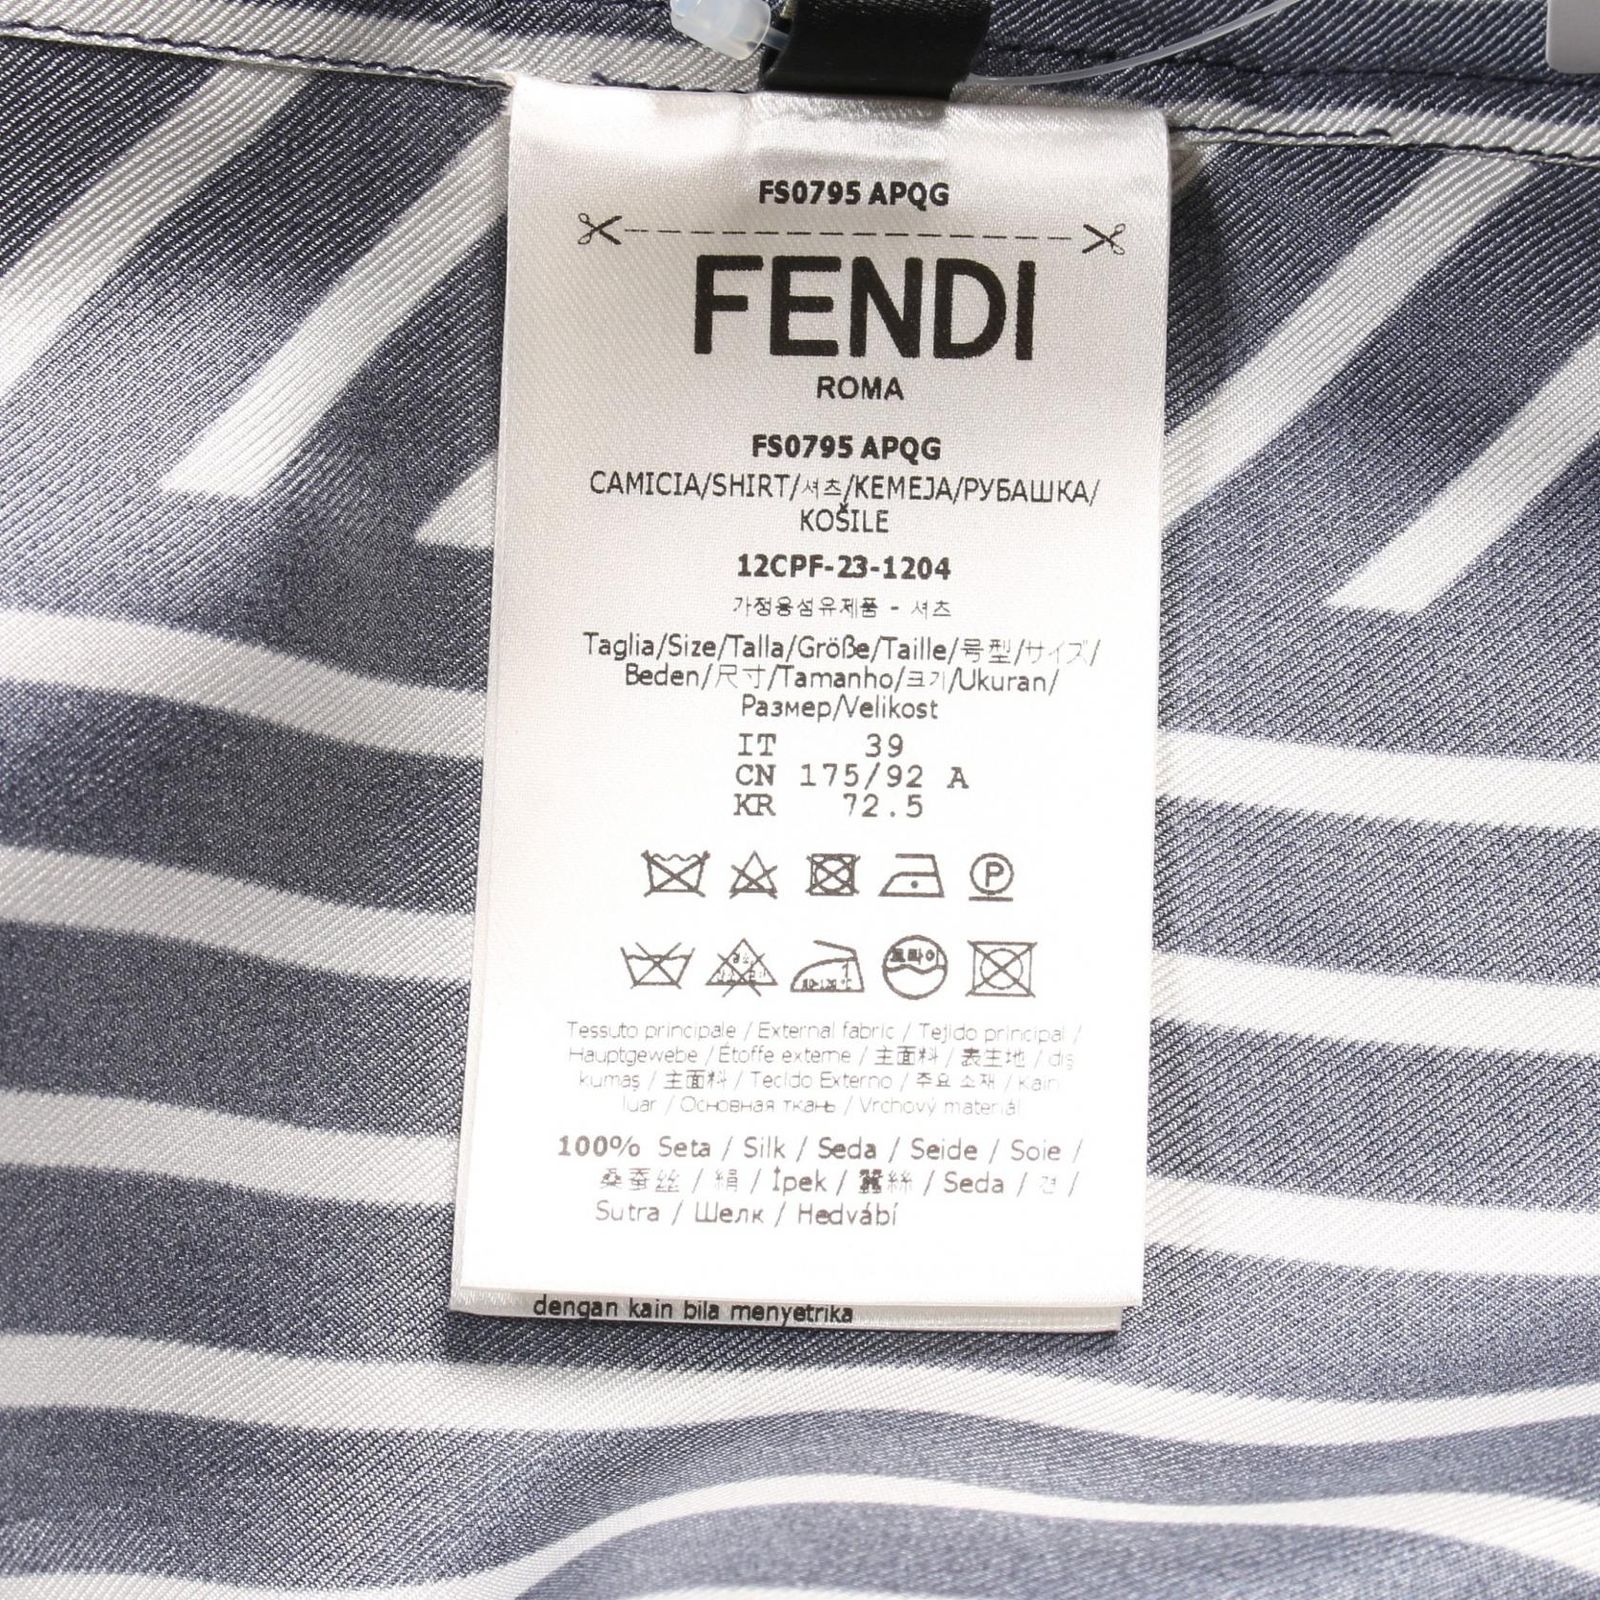 FS0795 APQG
FENDI
ROMA
FS0795 APQG
CAMICIA/SHIRT/셔츠/KEMEJA/РУБАШКА/
KOŠILE
12CPF-23-1204
가정용섬유제품 - 셔츠
Taglia/Size/Talla/Größe/Taille/号型/サイズ/
Beden/尺寸/Tamanho/크기/Ukuran/
Размер/Velikost
IT 39
CN 175/92 A
KR 72.5
P
드라이
80-120℃
Tessuto principale / External fabric / Tejido principal /
Hauptgewebe / Étoffe externe / 主面料 / 表生地 / dış
kumaş / 主面料 / Tecido Externo / 주요 소재 / Kain
luar / Основная ткань / Vrchový materiál
100% Seta / Silk / Seda / Seide / Soie /
桑蚕丝 / 絹 / İpek / 蠶絲 / Seda / 견 /
Sutra / Шелк / Hedvábí
dengan kain bila menyetrika